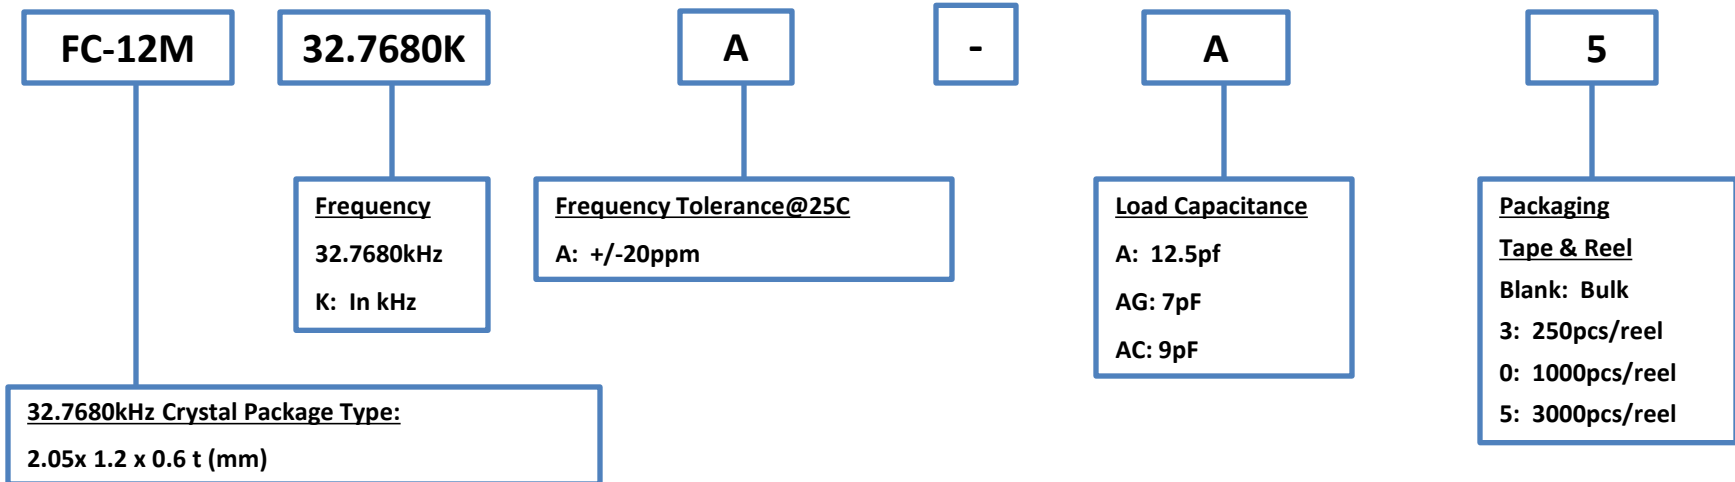 FC-12M 32.7680K A - A 5
Frequency
32.7680kHz
K: In kHz
Frequency Tolerance@25C
A: +/-20ppm
Load Capacitance
A: 12.5pf
AG: 7pF
AC: 9pF
Packaging
Tape & Reel
Blank: Bulk
3: 250pcs/reel
0: 1000pcs/reel
5: 3000pcs/reel
32.7680kHz Crystal Package Type:
2.05x 1.2 x 0.6 t (mm)